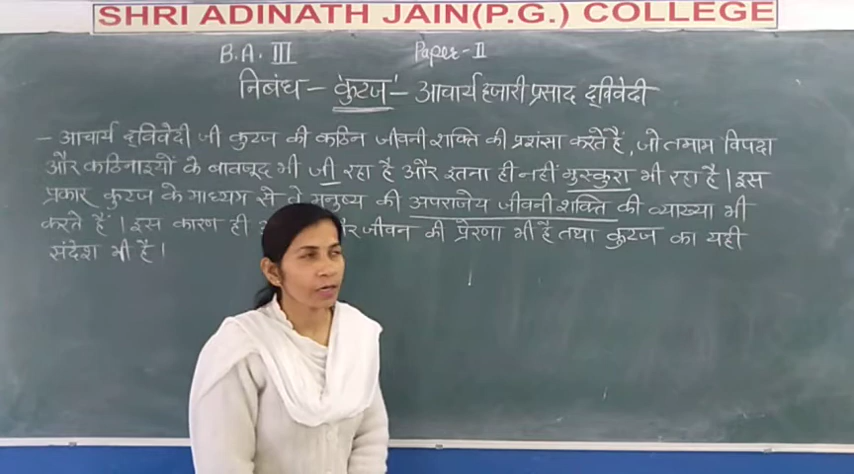 SHRI ADINATH JAIN(P.G.) COLLEGE
B.A. III Paper-II
निबंध - 'कुटज' - आचार्य हजारी प्रसाद द्विवेदी
- आचार्य द्विवेदी जी कुटज की कठिन जीवनी शक्ति की प्रशंसा करते हैं, जो तमाम विपदा
और कठिनाइयों के बावजूद भी जी रहा है और इतना ही नहीं मुस्कुरा भी रहा है। इस
प्रकार कुटज के माध्यम से वे मनुष्य की अपराजेय जीवनी शक्ति की व्याख्या भी
करते हैं। इस कारण ही जीवन की प्रेरणा भी है तथा कुटज का यही
संदेश भी है।